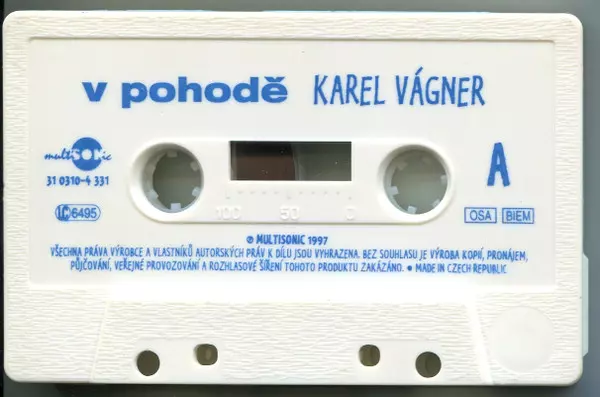 v pohodě KAREL VÁGNER
multiSONic
31 0310-4 331
A
LC 6495
OSA BIEM
100 50 0
℗ MULTISONIC 1997
VŠECHNA PRÁVA VÝROBCE A VLASTNÍKŮ AUTORSKÝCH PRÁV K DÍLU JSOU VYHRAZENA. BEZ SOUHLASU JE VÝROBA KOPIÍ, PRONÁJEM,
PŮJČOVÁNÍ, VEŘEJNÉ PROVOZOVÁNÍ A ROZHLASOVÉ ŠÍŘENÍ TOHOTO PRODUKTU ZAKÁZÁNO. • MADE IN CZECH REPUBLIC